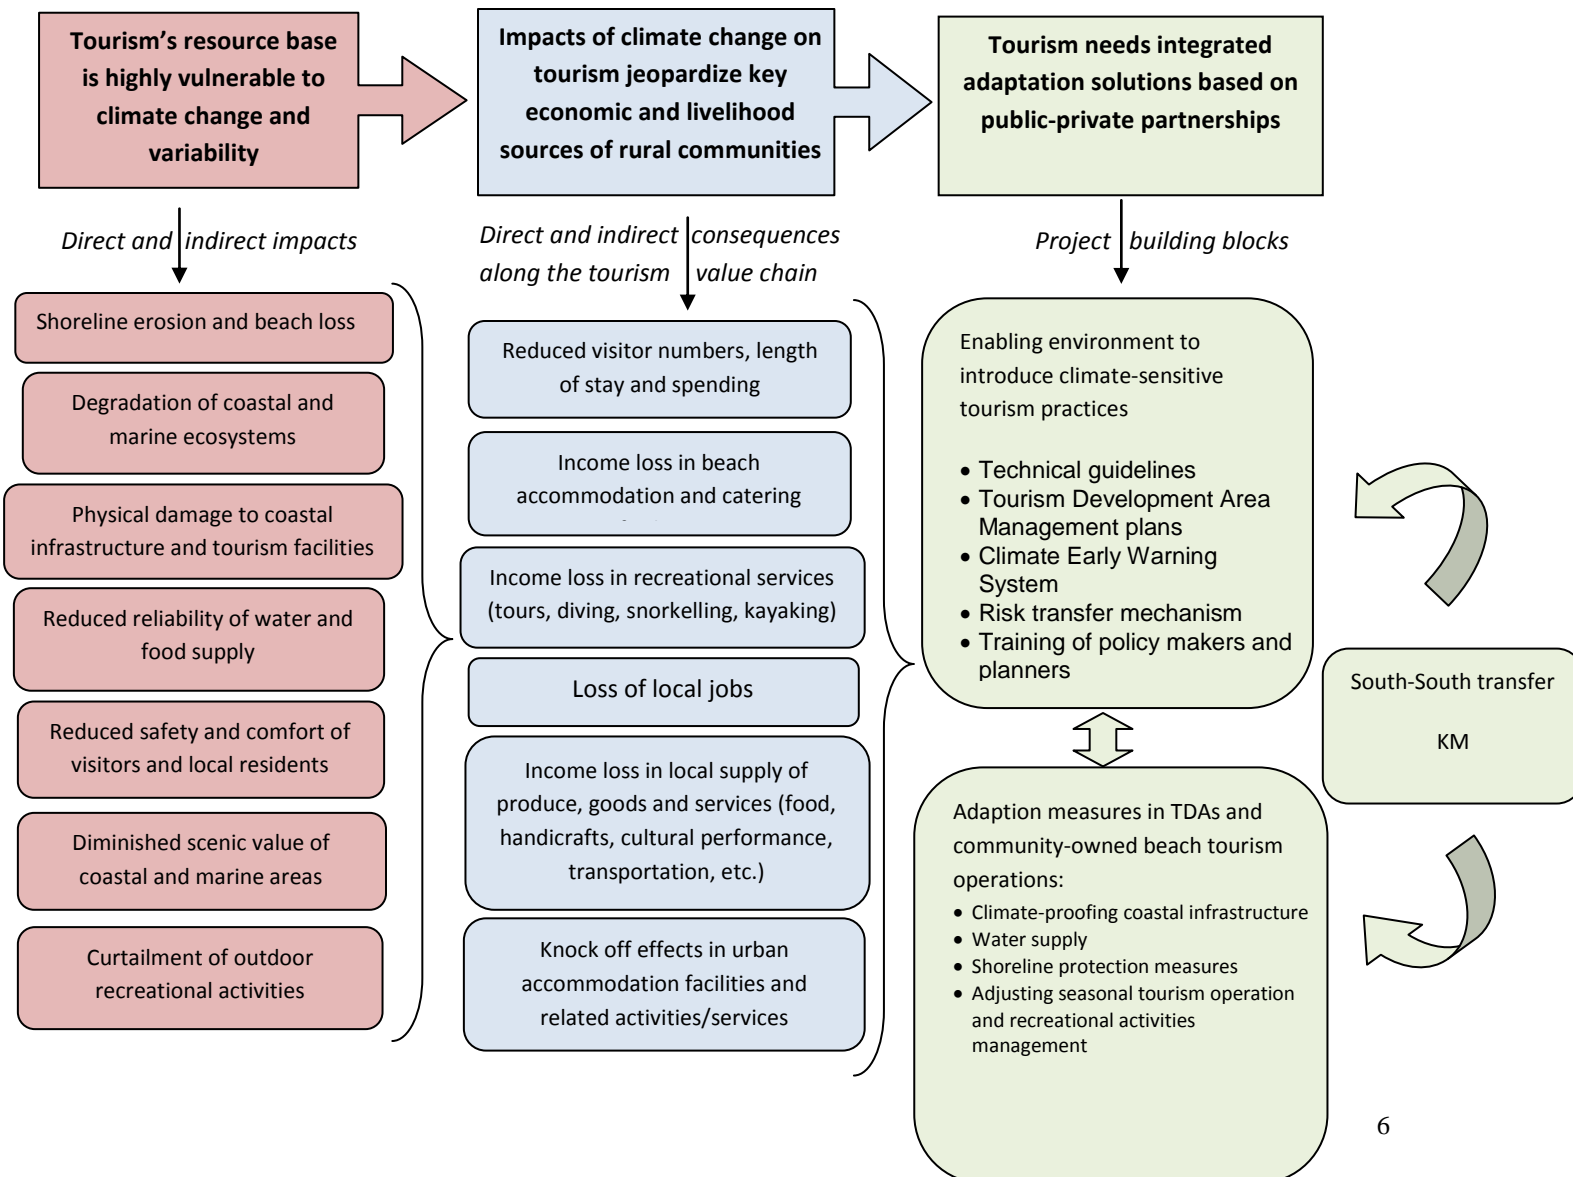 Tourism's resource base
is highly vulnerable to
climate change and
variability
Impacts of climate change on
tourism jeopardize key
economic and livelihood
sources of rural communities
Tourism needs integrated
adaptation solutions based on
public-private partnerships
Direct and indirect impacts
Direct and indirect consequences
along the tourism value chain
Project building blocks
Shoreline erosion and beach loss
Degradation of coastal and
marine ecosystems
Physical damage to coastal
infrastructure and tourism facilities
Reduced reliability of water and
food supply
Reduced safety and comfort of
visitors and local residents
Diminished scenic value of
coastal and marine areas
Curtailment of outdoor
recreational activities
Reduced visitor numbers, length
of stay and spending
Income loss in beach
accommodation and catering
Income loss in recreational services
(tours, diving, snorkelling, kayaking)
Loss of local jobs
Income loss in local supply of
produce, goods and services (food,
handicrafts, cultural performance,
transportation, etc.)
Knock off effects in urban
accommodation facilities and
related activities/services
Enabling environment to
introduce climate-sensitive
tourism practices
• Technical guidelines
• Tourism Development Area
Management plans
• Climate Early Warning
System
• Risk transfer mechanism
• Training of policy makers and
planners
Adaption measures in TDAs and
community-owned beach tourism
operations:
• Climate-proofing coastal infrastructure
• Water supply
• Shoreline protection measures
• Adjusting seasonal tourism operation
and recreational activities
management
South-South transfer
KM
6